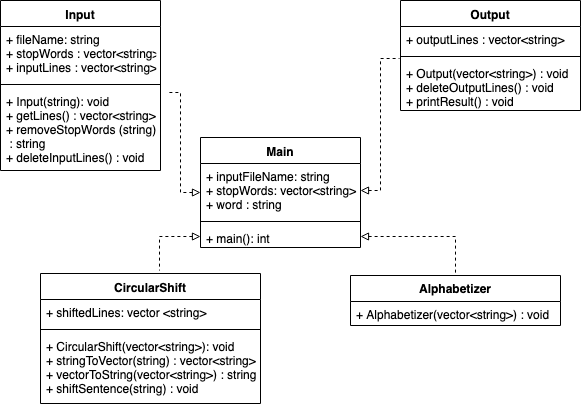 Input
+ fileName: string
+ stopWords : vector<string>
+ inputLines : vector<string>
+ Input(string): void
+ getLines() : vector<string>
+ removeStopWords (string)
: string
+ deleteInputLines() : void
Output
+ outputLines : vector<string>
+ Output(vector<string>) : void
+ deleteOutputLines() : void
+ printResult() : void
Main
+ inputFileName: string
+ stopWords: vector<string>
+ word : string
+ main(): int
CircularShift
+ shiftedLines: vector <string>
+ CircularShift(vector<string>): void
+ stringToVector(string) : vector<string>
+ vectorToString(vector<string>) : string
+ shiftSentence(string) : void
Alphabetizer
+ Alphabetizer(vector<string>) : void